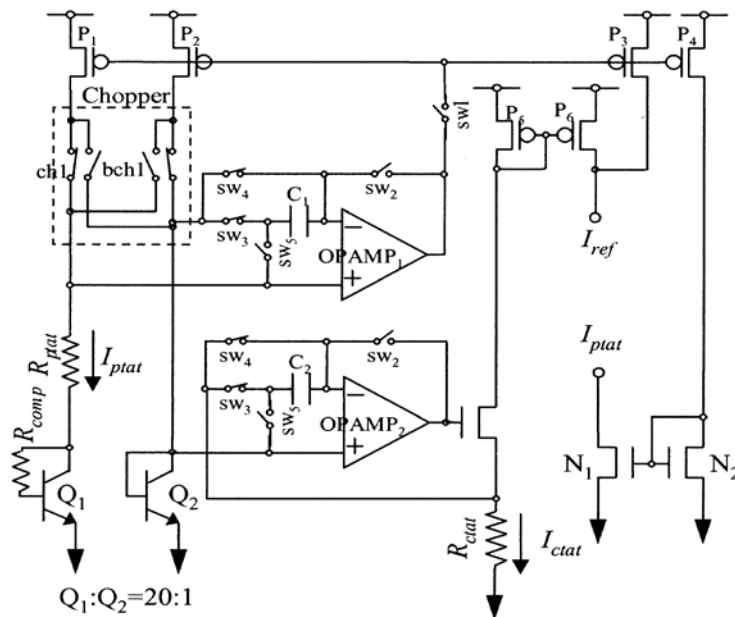 P1
P2
P3
P4
Chopper
sw1
P5
P6
ch1
bch1
sw4
sw2
C1
sw3
sw5
OPAMP1
−
+
Iref
Rptat
Iptat
sw4
sw2
C2
sw3
sw5
OPAMP2
−
+
Iptat
Rcomp
Q1
Q2
N1
N2
Rctat
Ictat
Q1:Q2=20:1